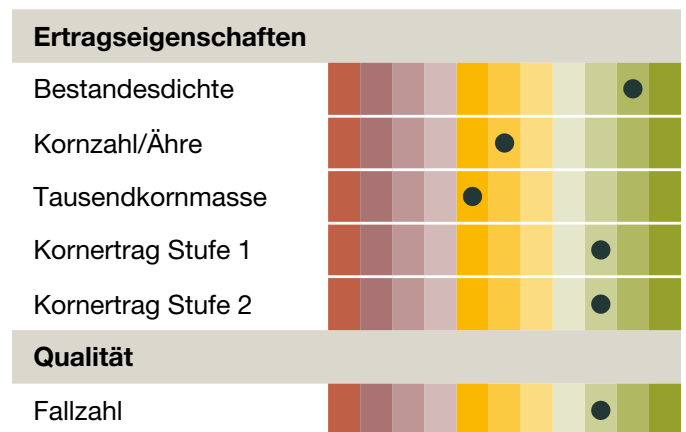 Ertragseigenschaften
Bestandesdichte
Kornzahl/Ähre
Tausendkornmasse
Kornertrag Stufe 1
Kornertrag Stufe 2
Qualität
Fallzahl